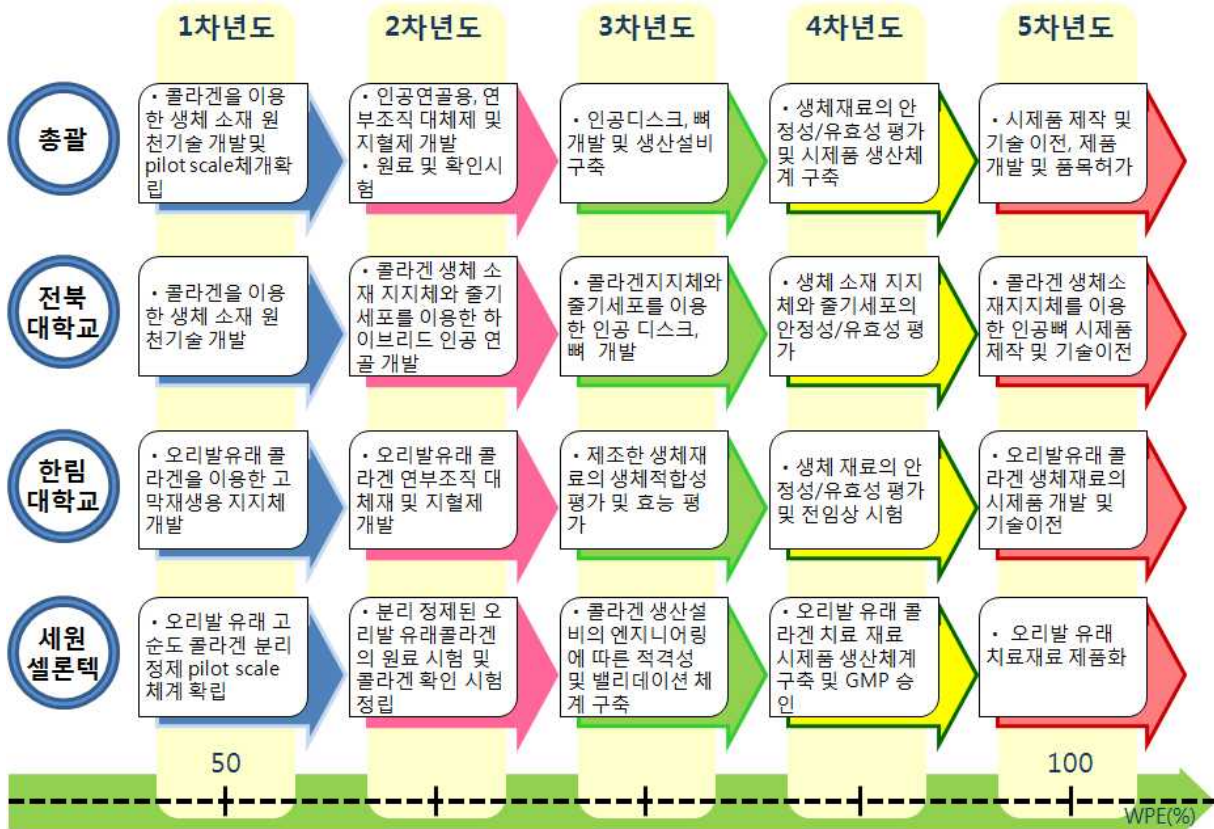 1차년도
2차년도
3차년도
4차년도
5차년도
총괄
・콜라겐을 이용
한 생체 소재 원
천기술 개발및
pilot scale체개확
립
・인공연골용, 연
부조직 대체제 및
지혈제 개발
・원료 및 확인시
험
・인공디스크, 뼈
개발 및 생산설비
구축
・생체재료의 안
정성/유효성 평가
및 시제품 생산체
계 구축
・시제품 제작 및
기술 이전, 제품
개발 및 품목허가
전북
대학교
・콜라겐을 이용
한 생체 소재 원
천기술 개발
・콜라겐 생체 소
재 지지체와 줄기
세포를 이용한 하
이브리드 인공 연
골 개발
・콜라겐지지체와
줄기세포를 이용
한 인공 디스크,
뼈 개발
・생체 소재 지지
체와 줄기세포의
안정성/유효성 평
가
・콜라겐 생체소
재지지체를 이용
한 인공뼈 시제품
제작 및 기술이전
한림
대학교
・오리발유래 콜
라겐을 이용한 고
막재생용 지지체
개발
・오리발유래 콜
라겐 연부조직 대
체재 및 지혈제
개발
・제조한 생체재
료의 생체적합성
평가 및 효능 평
가
・생체 재료의 안
정성/유효성 평가
및 전임상 시험
・오리발유래 콜
라겐 생체재료의
시제품 개발 및
기술이전
세원
셀론텍
・오리발 유래 고
순도 콜라겐 분리
정제 pilot scale
체계 확립
・분리 정제된 오
리발 유래콜라겐
의 원료 시험 및
콜라겐 확인 시험
정립
・콜라겐 생산설
비의 엔지니어링
에 따른 적격성
및 밸리데이션 체
계 구축
・오리발 유래 콜
라겐 치료 재료
시제품 생산체계
구축 및 GMP 승
인
・오리발 유래
치료재료 제품화
50
100
WPE(%)